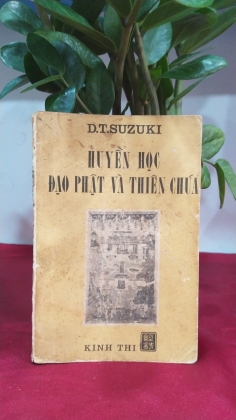 D.T.SUZUKI
HUYỀN HỌC
ĐẠO PHẬT VÀ THIÊN CHÚA
KINH THI